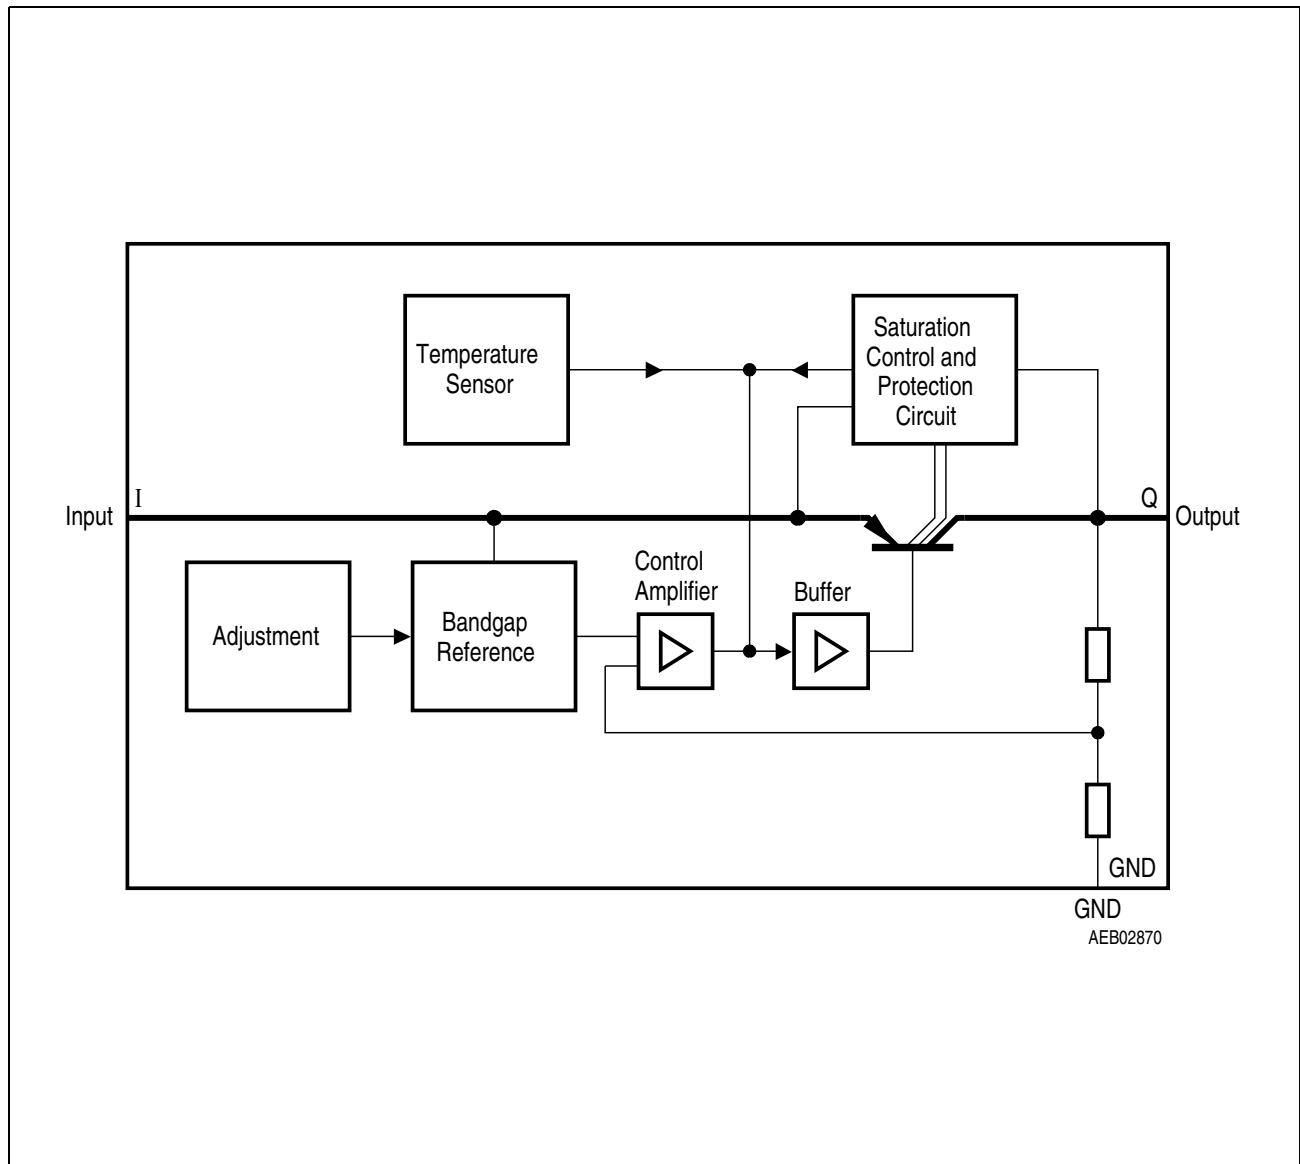 Temperature
Sensor
Saturation
Control and
Protection
Circuit
Input
I
Q
Output
Adjustment
Bandgap
Reference
Control
Amplifier
Buffer
GND
GND
AEB02870